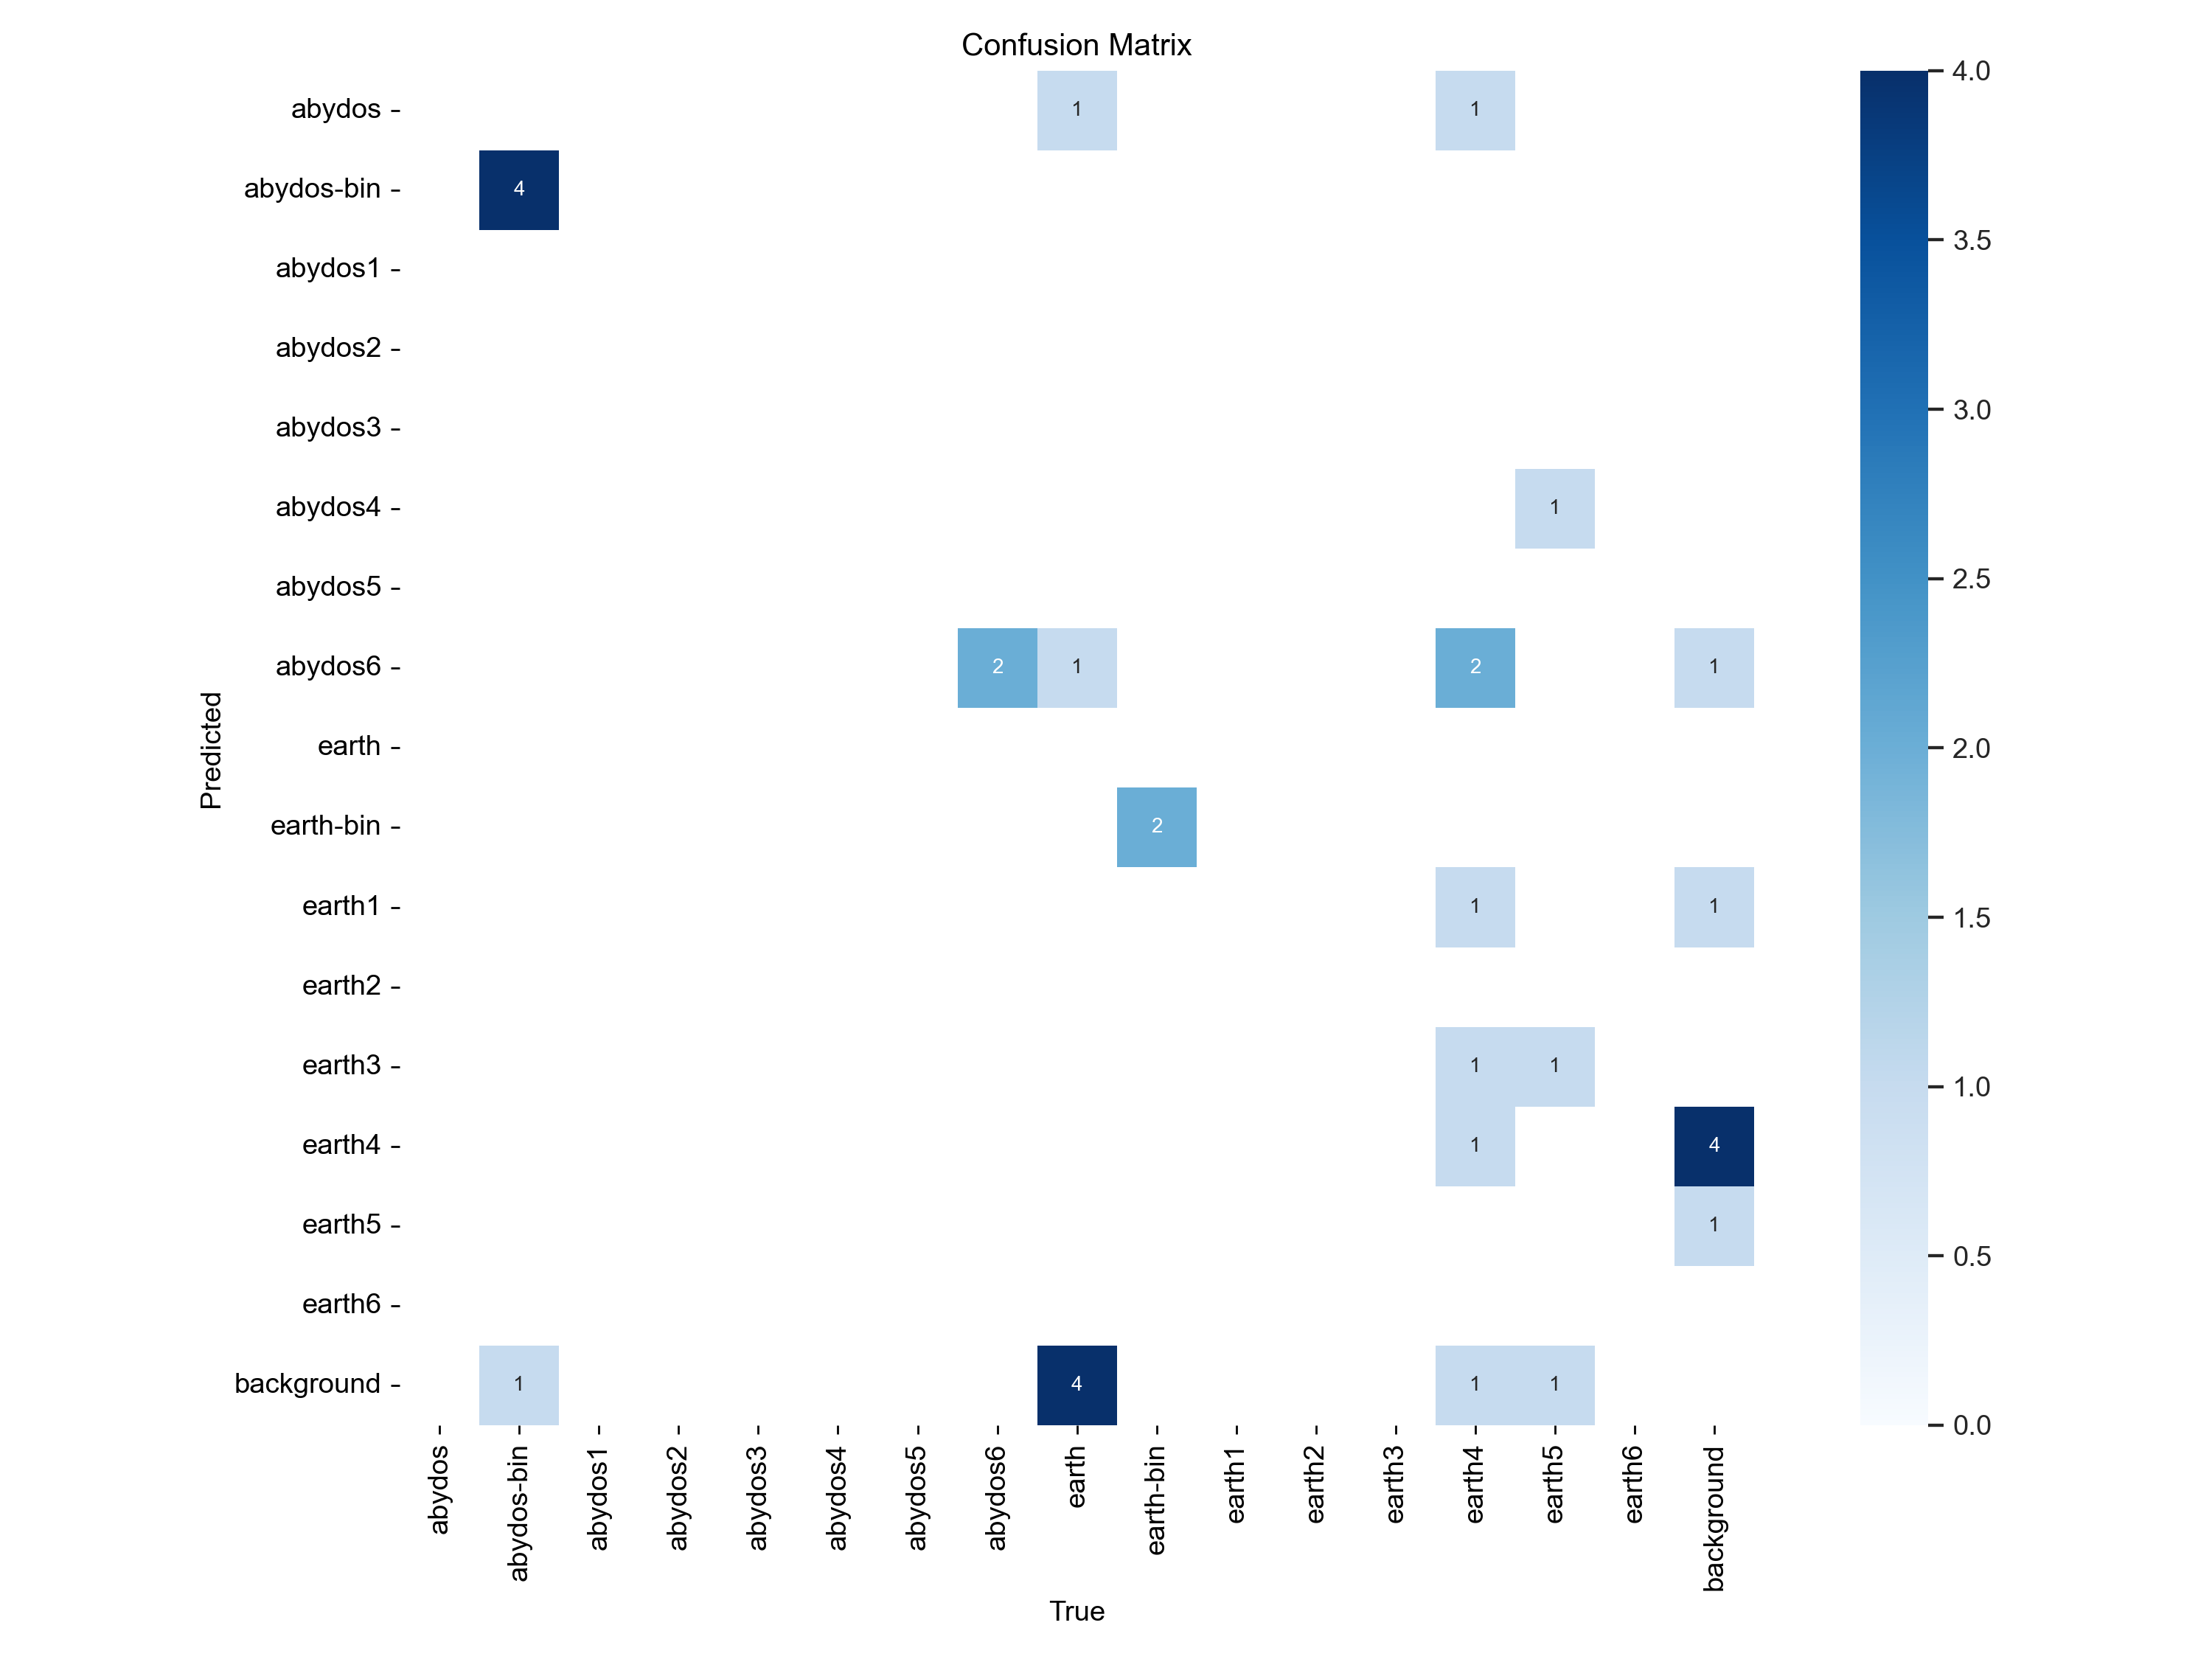 Confusion Matrix
abydos 1 1
abydos-bin 4
abydos1
abydos2
abydos3
abydos4 1
abydos5
abydos6 2 1 2 1
earth
earth-bin 2
earth1 1 1
earth2
earth3 1 1
earth4 1 4
earth5 1
earth6
background 1 4 1 1
Predicted
abydos
abydos-bin
abydos1
abydos2
abydos3
abydos4
abydos5
abydos6
earth
earth-bin
earth1
earth2
earth3
earth4
earth5
earth6
background
True
4.0
3.5
3.0
2.5
2.0
1.5
1.0
0.5
0.0